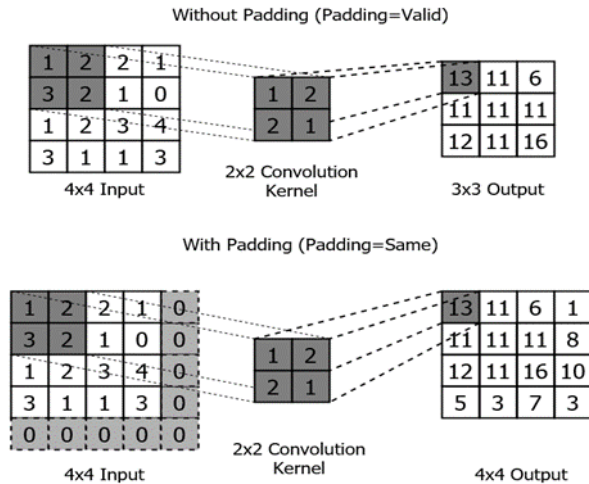 Without Padding (Padding=Valid)
1 2 2 1
3 2 1 0
1 2 3 4
3 1 1 3
4x4 Input
1 2
2 1
2x2 Convolution
Kernel
13 11 6
11 11 11
12 11 16
3x3 Output
With Padding (Padding=Same)
1 2 2 1 0
3 2 1 0 0
1 2 3 4 0
3 1 1 3 0
0 0 0 0 0
4x4 Input
1 2
2 1
2x2 Convolution
Kernel
13 11 6 1
11 11 11 8
12 11 16 10
5 3 7 3
4x4 Output